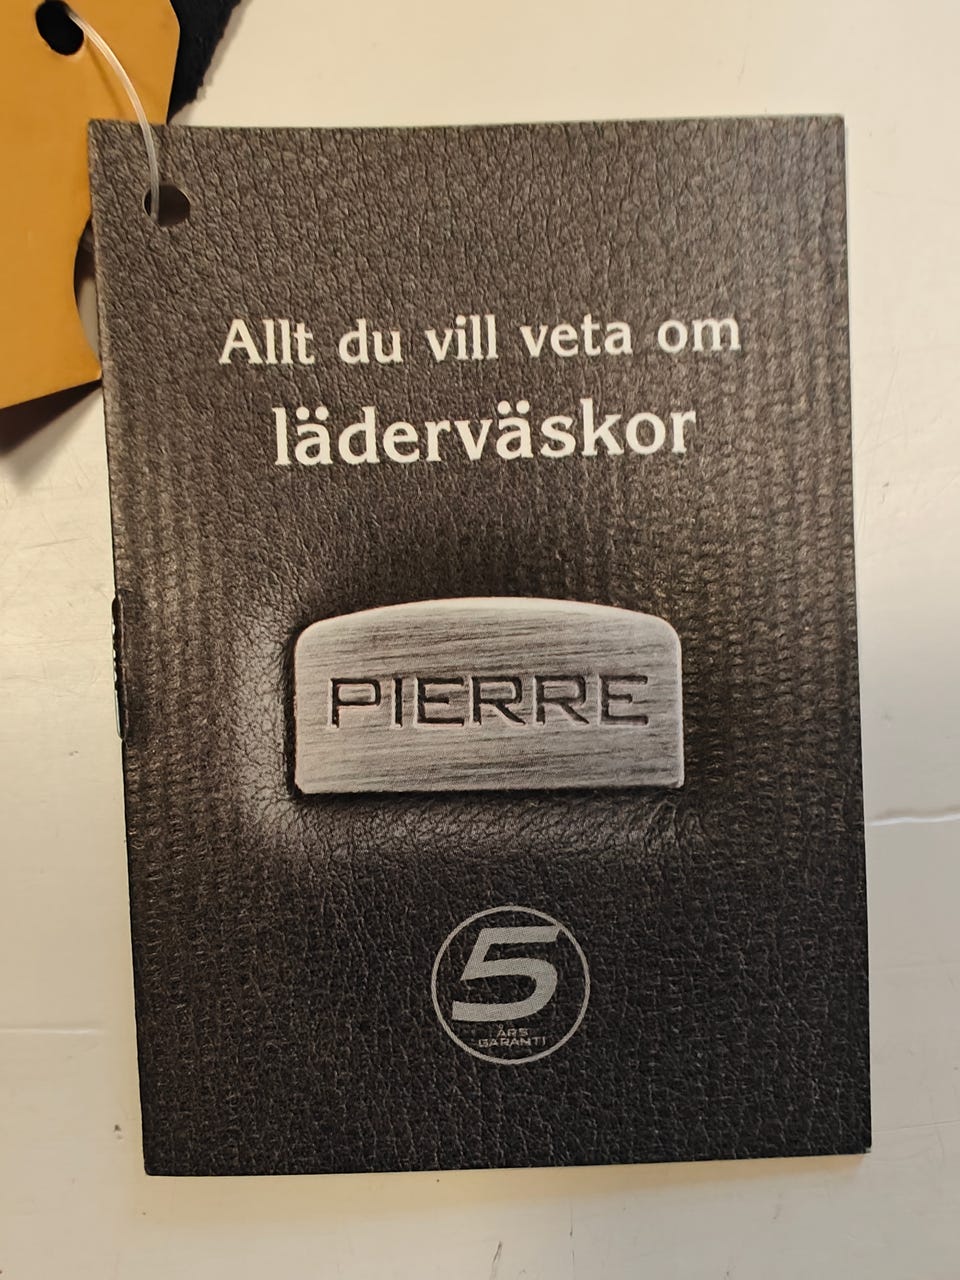 Allt du vill veta om
läderväskor
PIERRE
5
ÅRS
GARANTI